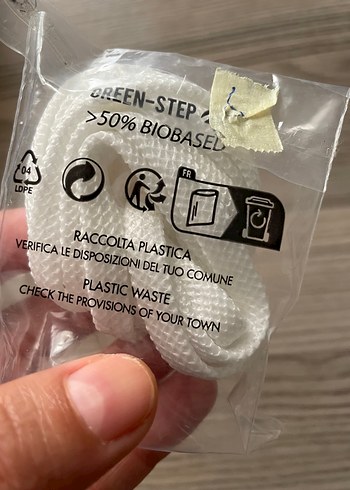 GREEN-STEP
>50% BIOBASED
04
LDPE
FR
RACCOLTA PLASTICA
VERIFICA LE DISPOSIZIONI DEL TUO COMUNE
PLASTIC WASTE
CHECK THE PROVISIONS OF YOUR TOWN